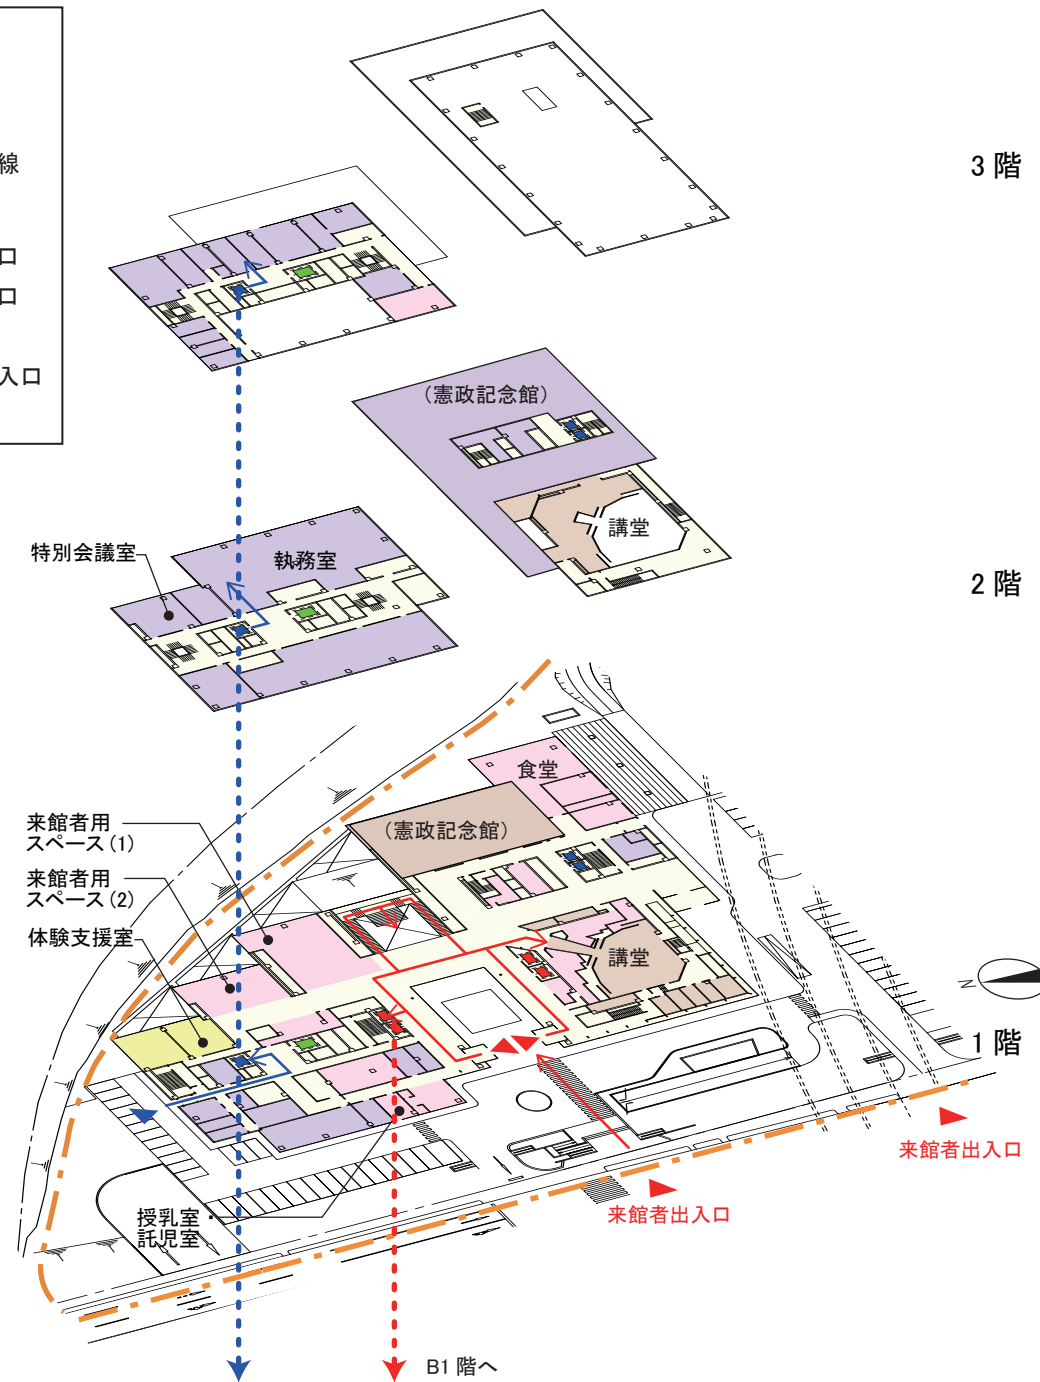 線
口
口
入口
3 階
(憲政記念館)
講堂
特別会議室
執務室
2 階
食堂
来館者用
スペース(1)
(憲政記念館)
来館者用
スペース(2)
体験支援室
講堂
N
1 階
来館者出入口
来館者出入口
授乳室・
託児室
B1 階へ